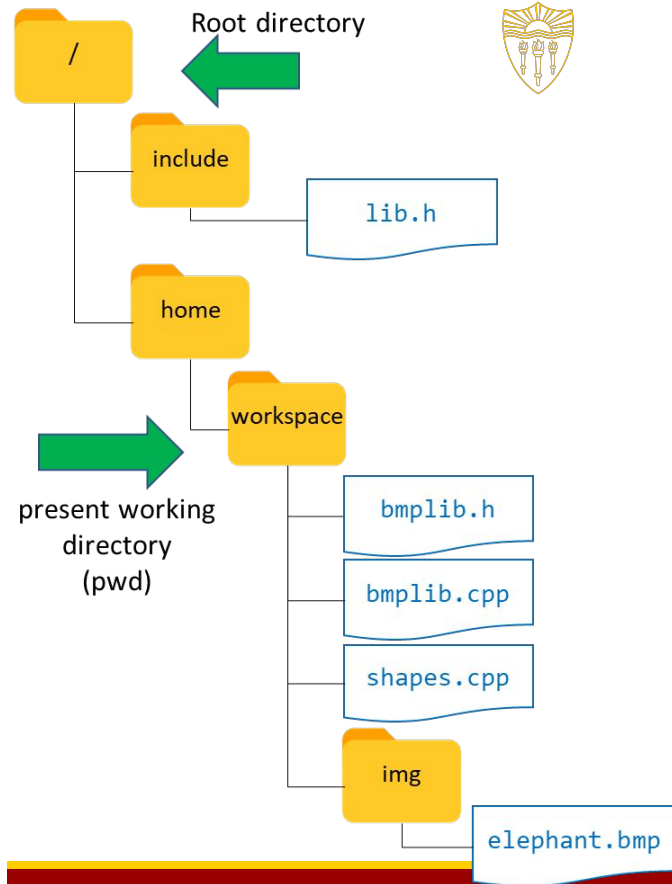 Root directory
/
include
lib.h
home
workspace
present working
directory
(pwd)
bmplib.h
bmplib.cpp
shapes.cpp
img
elephant.bmp